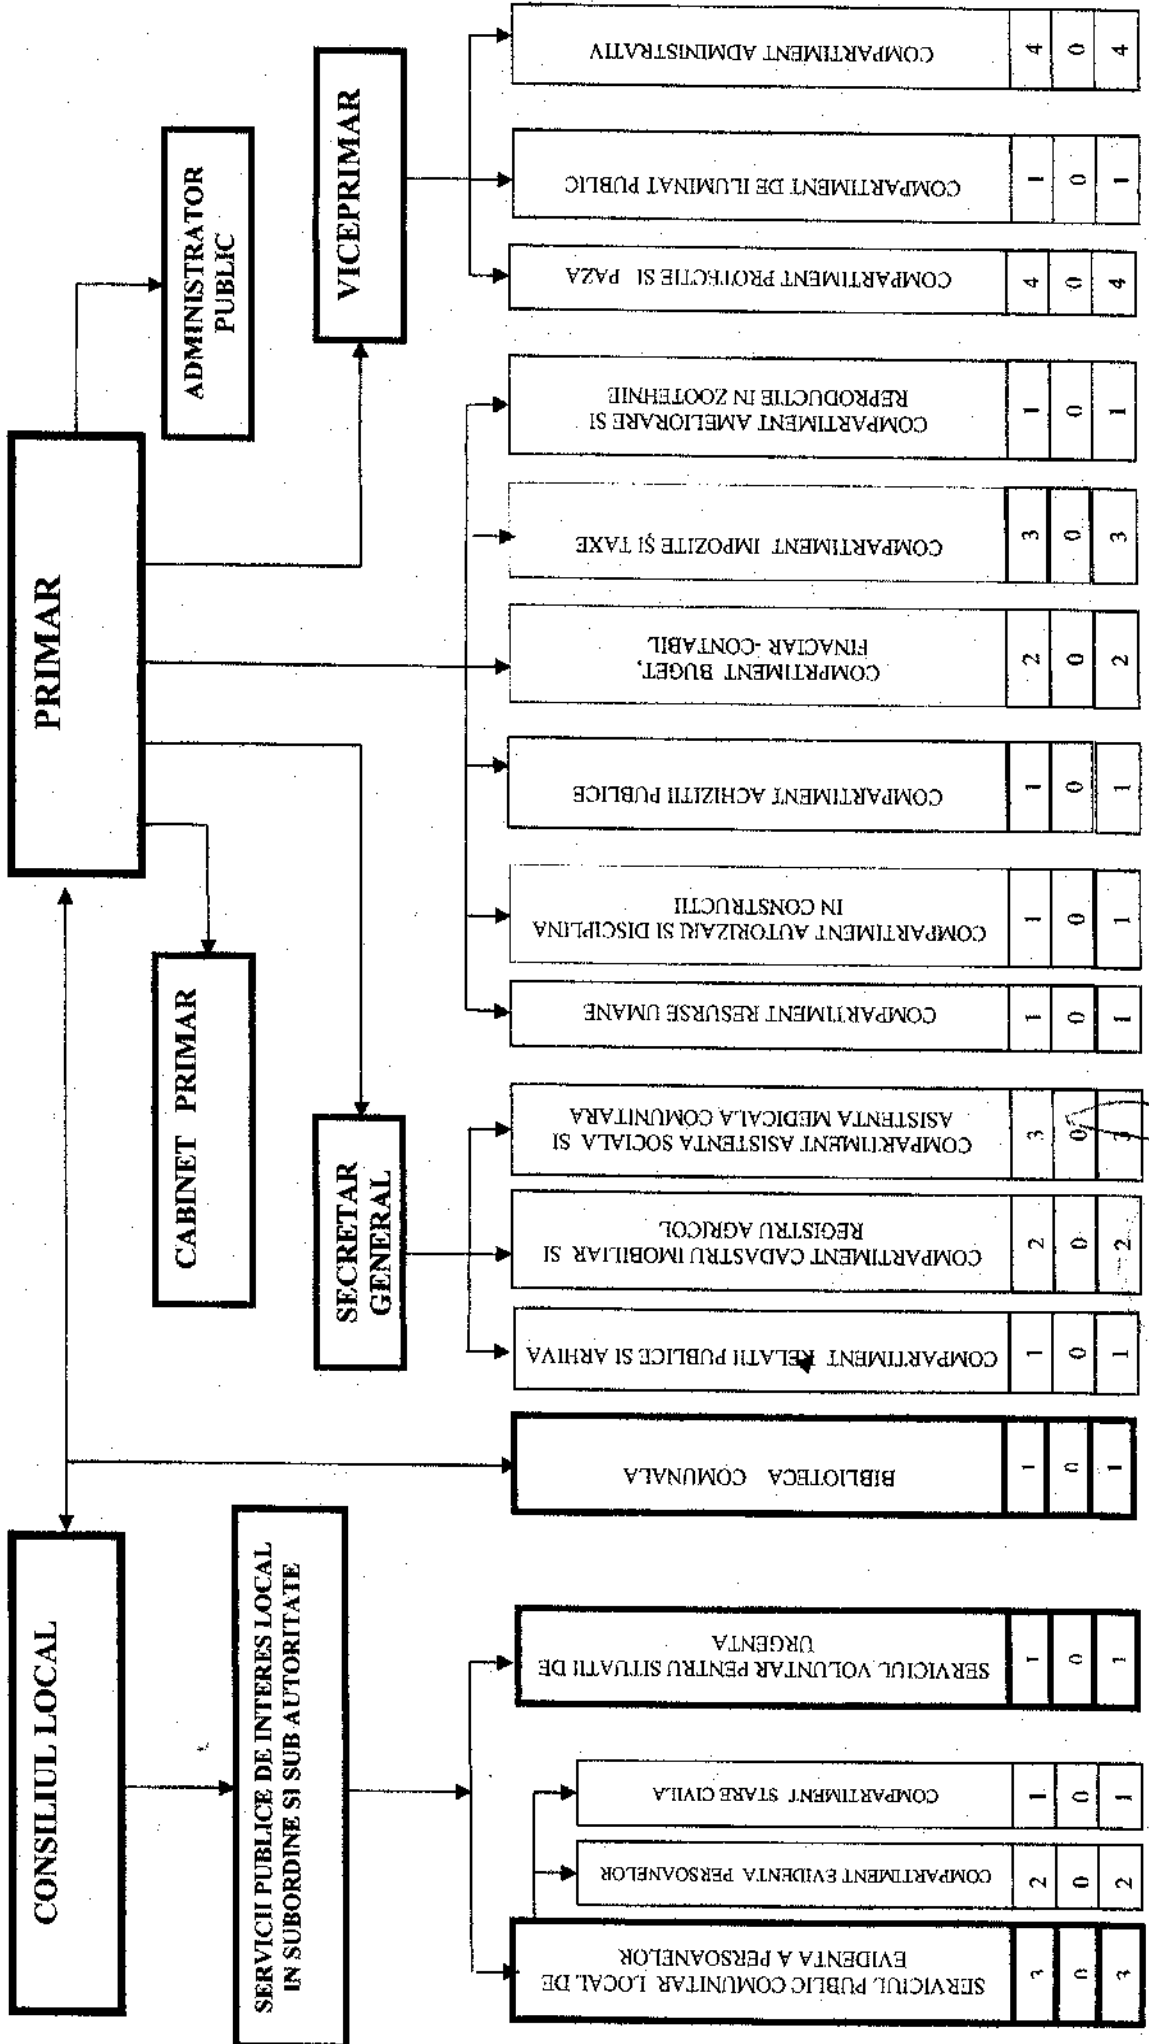 CONSILIUL LOCAL
PRIMAR
ADMINISTRATOR
PUBLIC
CABINET PRIMAR
SERVICII PUBLICE DE INTERES LOCAL
IN SUBORDINE SI SUB AUTORITATE
SECRETAR
GENERAL
VICEPRIMAR
SERVICIUL PUBLIC COMUNITAR LOCAL DE
EVIDENTA A PERSOANELOR
3
0
3
COMPARTIMENT EVIDENTA PERSOANELOR
2
0
2
COMPARTIMENT STARE CIVILA
1
0
1
SERVICIUL VOLUNTAR PENTRU SITUATII DE
URGENTA
1
0
1
BIBLIOTECA COMUNALA
1
0
1
COMPARTIMENT RELATII PUBLICE SI ARHIVA
1
0
1
COMPARTIMENT CADASTRU IMOBILIAR SI
REGISTRU AGRICOL
2
0
2
COMPARTIMENT ASISTENTA SOCIALA SI
ASISTENTA MEDICALA COMUNITARA
3
0
3
COMPARTIMENT RESURSE UMANE
1
0
1
COMPARTIMENT AUTORIZARI SI DISCIPLINA
IN CONSTRUCTII
1
0
1
COMPARTIMENT ACHIZITII PUBLICE
1
0
1
COMPRTIMENT BUGET,
FINACIAR - CONTABIL
2
0
2
COMPARTIMENT IMPOZITE ŞI TAXE
3
0
3
COMPARTIMENT AMELIORARE SI
REPRODUCTIE IN ZOOTEHNIE
1
0
1
COMPARTIMENT PROTECTIE SI PAZA
4
0
4
COMPARTIMENT DE ILUMINAT PUBLIC
1
0
1
COMPARTIMENT ADMINISTRATIV
4
0
4